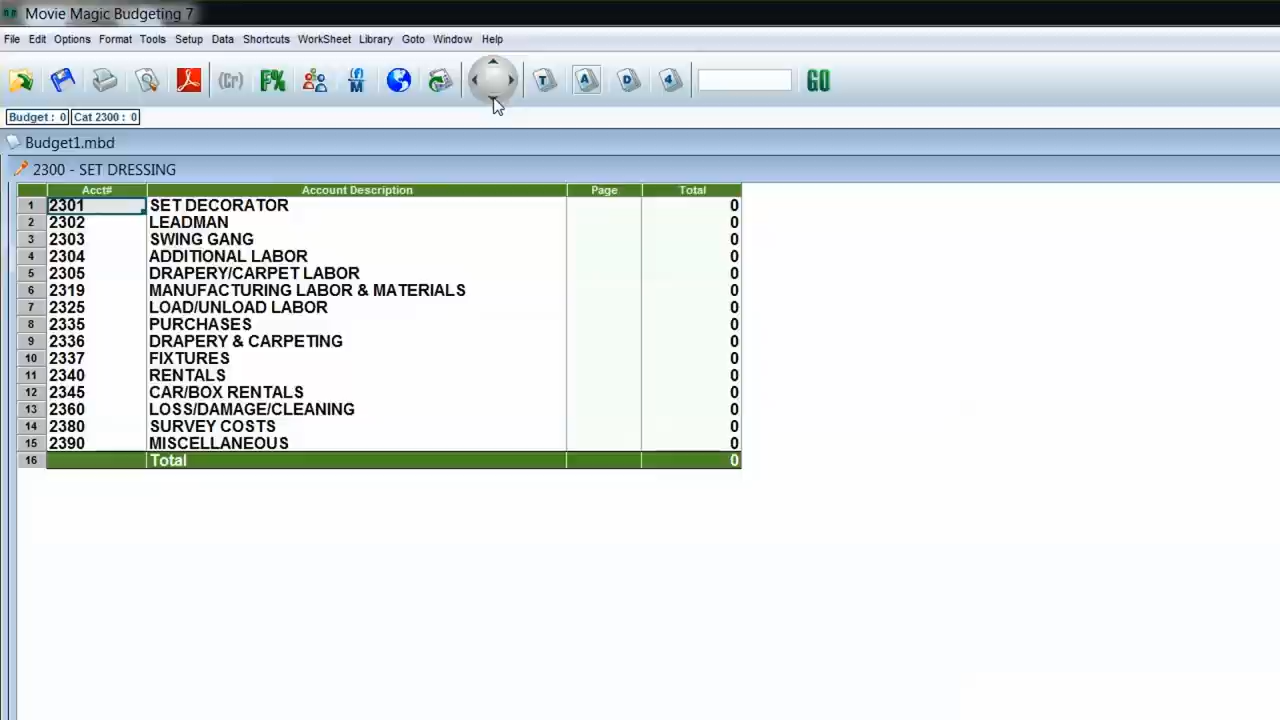 Movie Magic Budgeting 7
File Edit Options Format Tools Setup Data Shortcuts WorkSheet Library Goto Window Help
(Cr) F% f M T A D 4 GO
Budget : 0 Cat 2300 : 0
Budget1.mbd
2300 - SET DRESSING
Acct# Account Description Page Total
1 2301 SET DECORATOR 0
2 2302 LEADMAN 0
3 2303 SWING GANG 0
4 2304 ADDITIONAL LABOR 0
5 2305 DRAPERY/CARPET LABOR 0
6 2319 MANUFACTURING LABOR & MATERIALS 0
7 2325 LOAD/UNLOAD LABOR 0
8 2335 PURCHASES 0
9 2336 DRAPERY & CARPETING 0
10 2337 FIXTURES 0
11 2340 RENTALS 0
12 2345 CAR/BOX RENTALS 0
13 2360 LOSS/DAMAGE/CLEANING 0
14 2380 SURVEY COSTS 0
15 2390 MISCELLANEOUS 0
16 Total 0